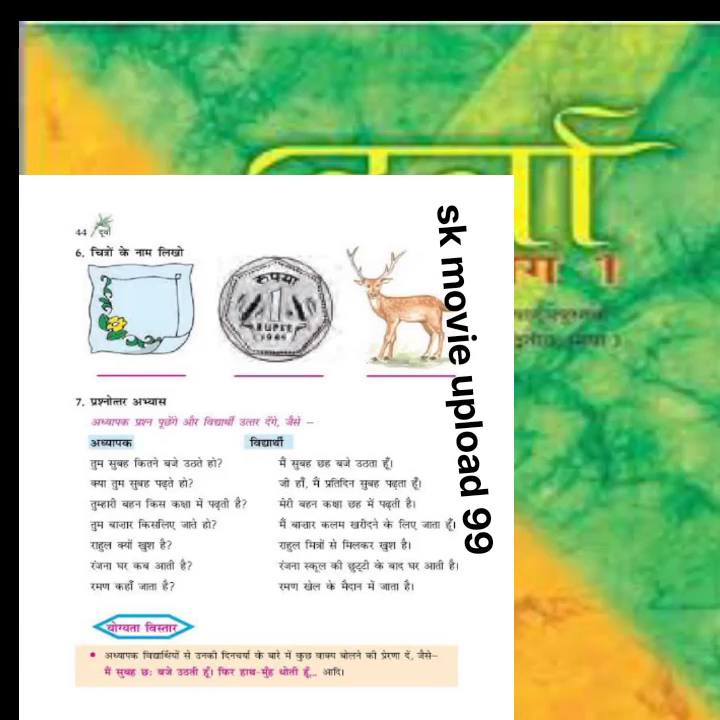 र्वा
भाग 1
44 दूर्वा
6. चित्रों के नाम लिखो
रुपया
1
RUPEE
7. प्रश्नोत्तर अभ्यास
अध्यापक प्रश्न पूछेंगे और विद्यार्थी उत्तर देंगे, जैसे –
अध्यापक विद्यार्थी
तुम सुबह कितने बजे उठते हो? मैं सुबह छह बजे उठता हूँ।
क्या तुम सुबह पढ़ते हो? जी हाँ, मैं प्रतिदिन सुबह पढ़ता हूँ।
तुम्हारी बहन किस कक्षा में पढ़ती है? मेरी बहन कक्षा छह में पढ़ती है।
तुम बाज़ार किसलिए जाते हो? मैं बाज़ार कलम खरीदने के लिए जाता हूँ।
राहुल क्यों खुश है? राहुल मित्रों से मिलकर खुश है।
रंजना घर कब आती है? रंजना स्कूल की छुट्टी के बाद घर आती है।
रमण कहाँ जाता है? रमण खेल के मैदान में जाता है।
योग्यता विस्तार
• अध्यापक विद्यार्थियों से उनकी दिनचर्या के बारे में कुछ वाक्य बोलने की प्रेरणा दें, जैसे–
मैं सुबह छः बजे उठती हूँ। फिर हाथ-मुँह धोती हूँ... आदि।
sk movie upload 99